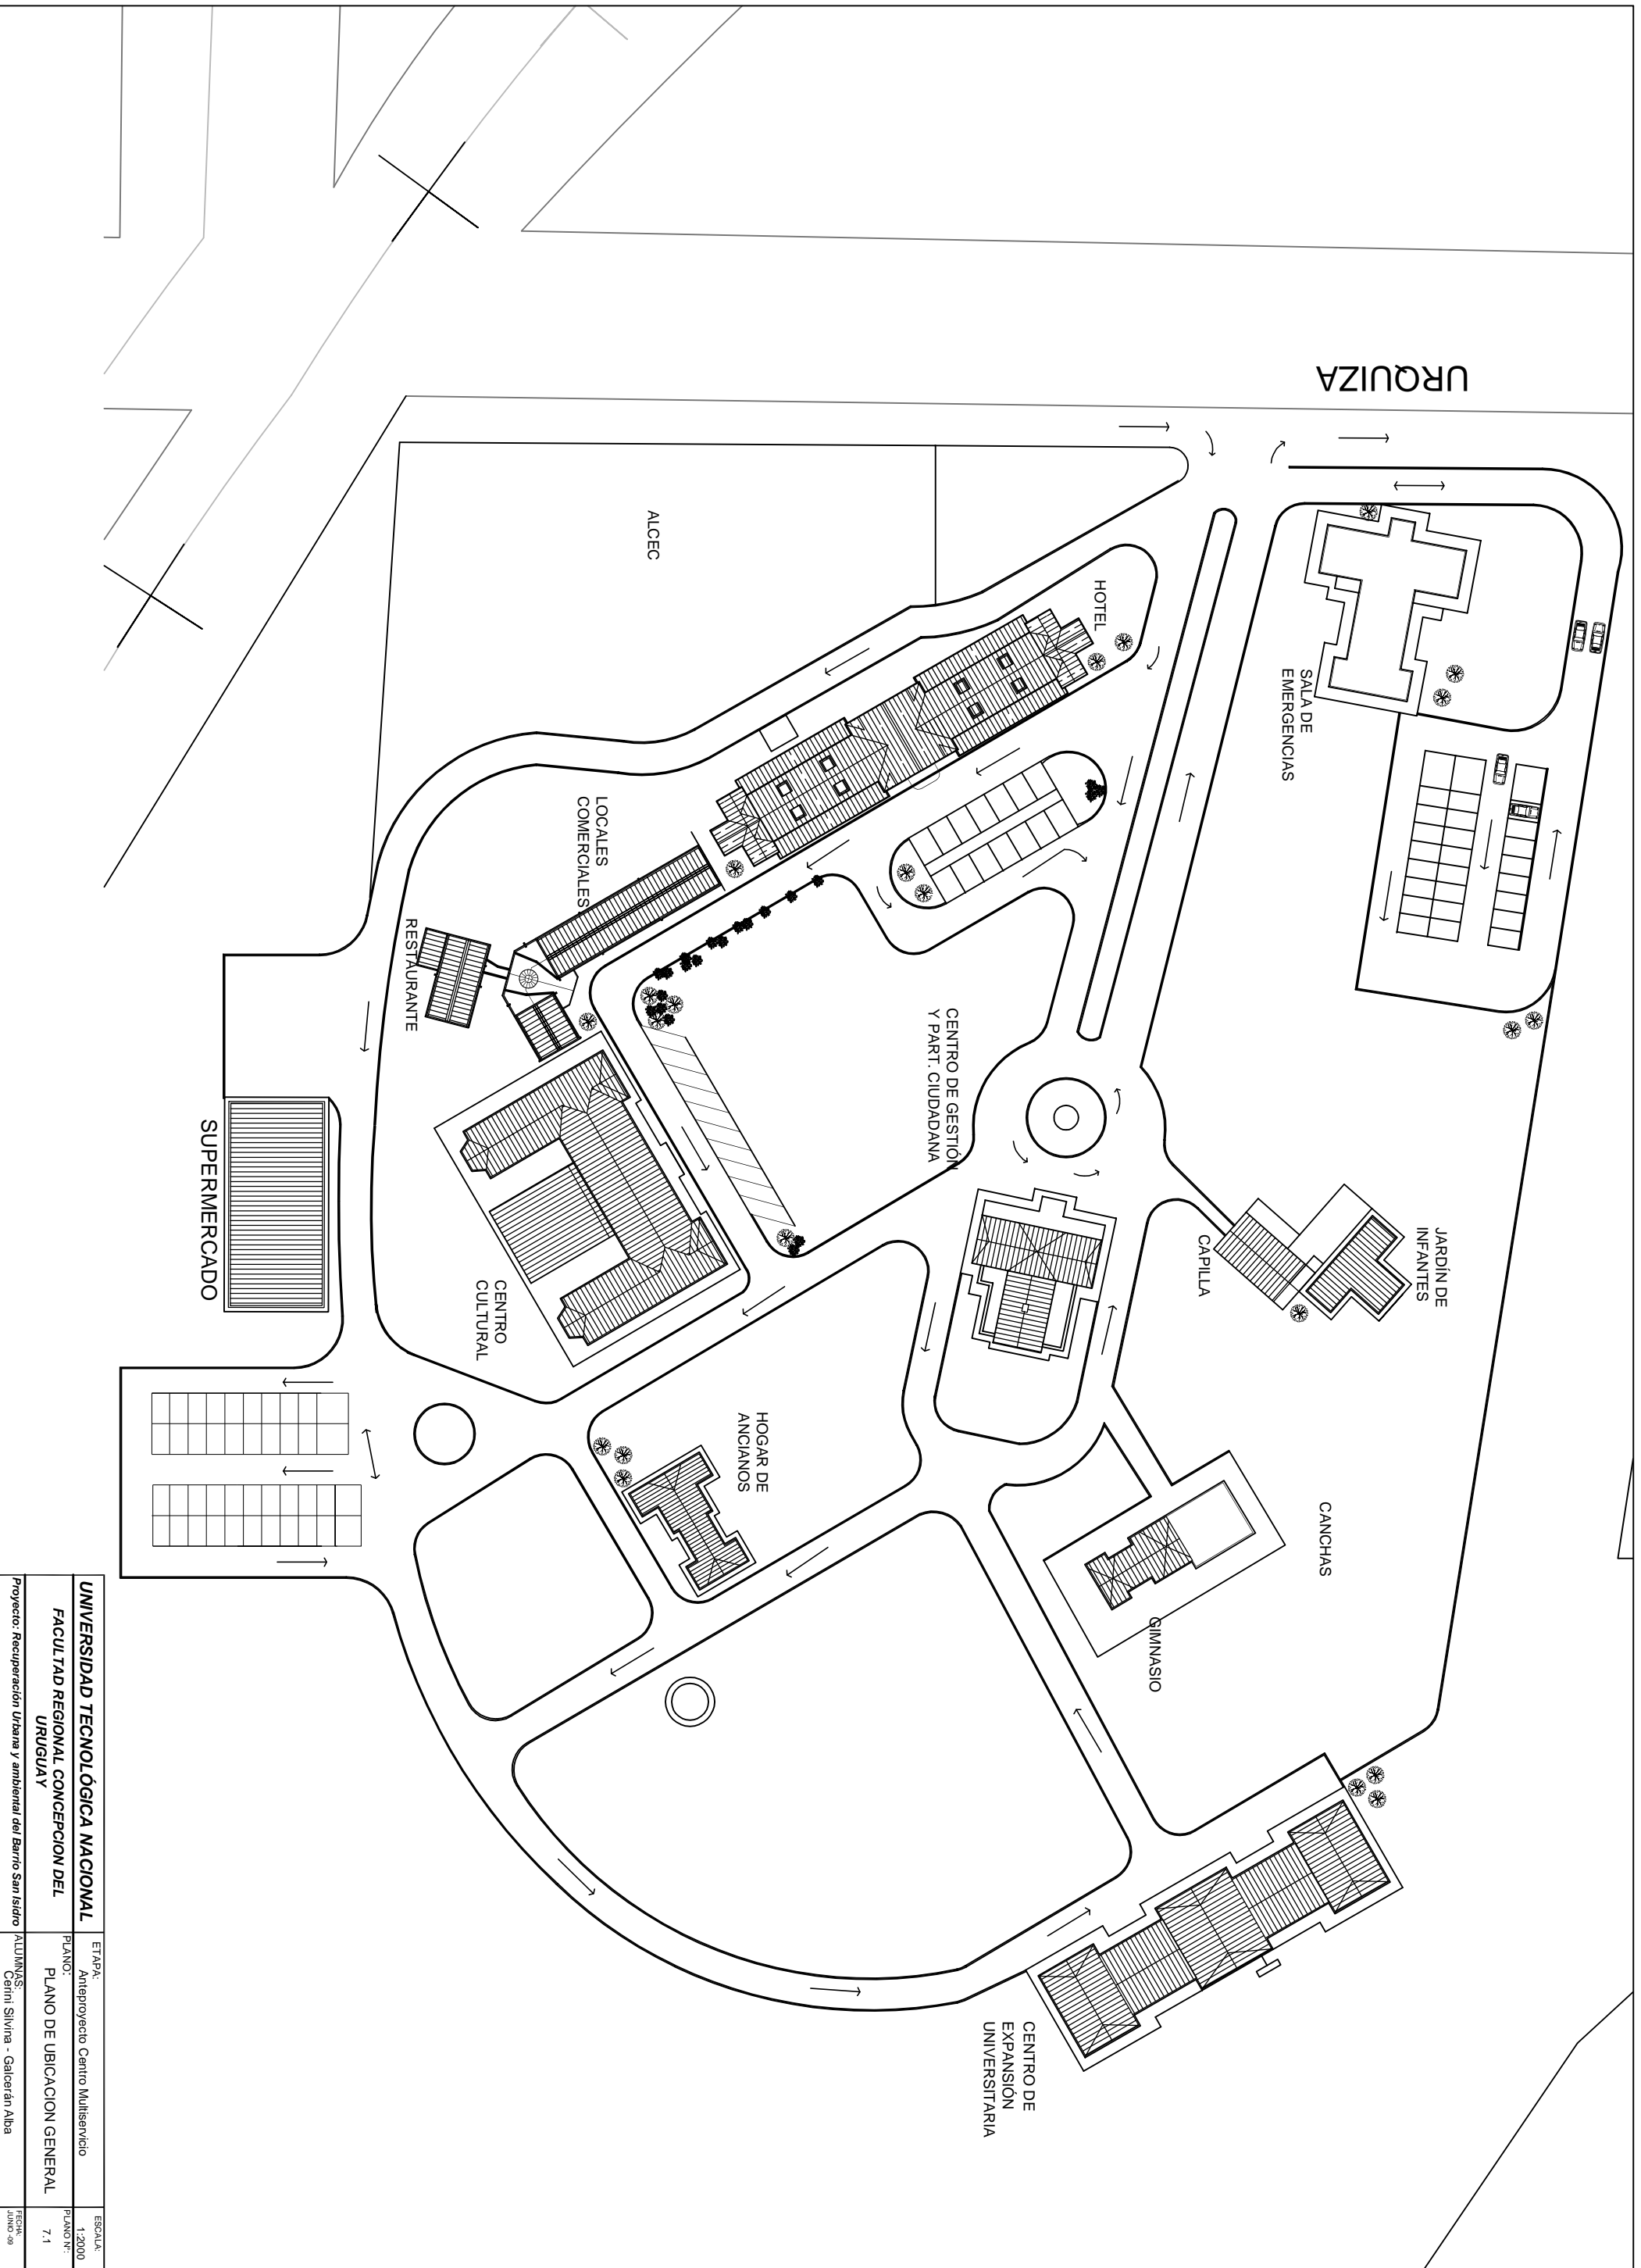 URQUIZA
ALCEC
HOTEL
SALA DE
EMERGENCIAS
LOCALES
COMERCIALES
RESTAURANTE
CENTRO DE GESTIÓN
Y PART. CIUDADANA
SUPERMERCADO
CENTRO
CULTURAL
CAPILLA
JARDÍN DE
INFANTES
HOGAR DE
ANCIANOS
CANCHAS
GIMNASIO
CENTRO DE
EXPANSIÓN
UNIVERSITARIA
UNIVERSIDAD TECNOLÓGICA NACIONAL
FACULTAD REGIONAL CONCEPCION DEL
URUGUAY
Proyecto: Recuperación Urbana y ambiental del Barrio San Isidro
ETAPA:
Anteproyecto Centro Multiservicio
PLANO:
PLANO DE UBICACION GENERAL
ALUMNAS:
Cerini Silvina - Galcerán Alba
ESCALA:
1:2000
PLANO Nº:
7.1
FECHA:
JUNIO -09